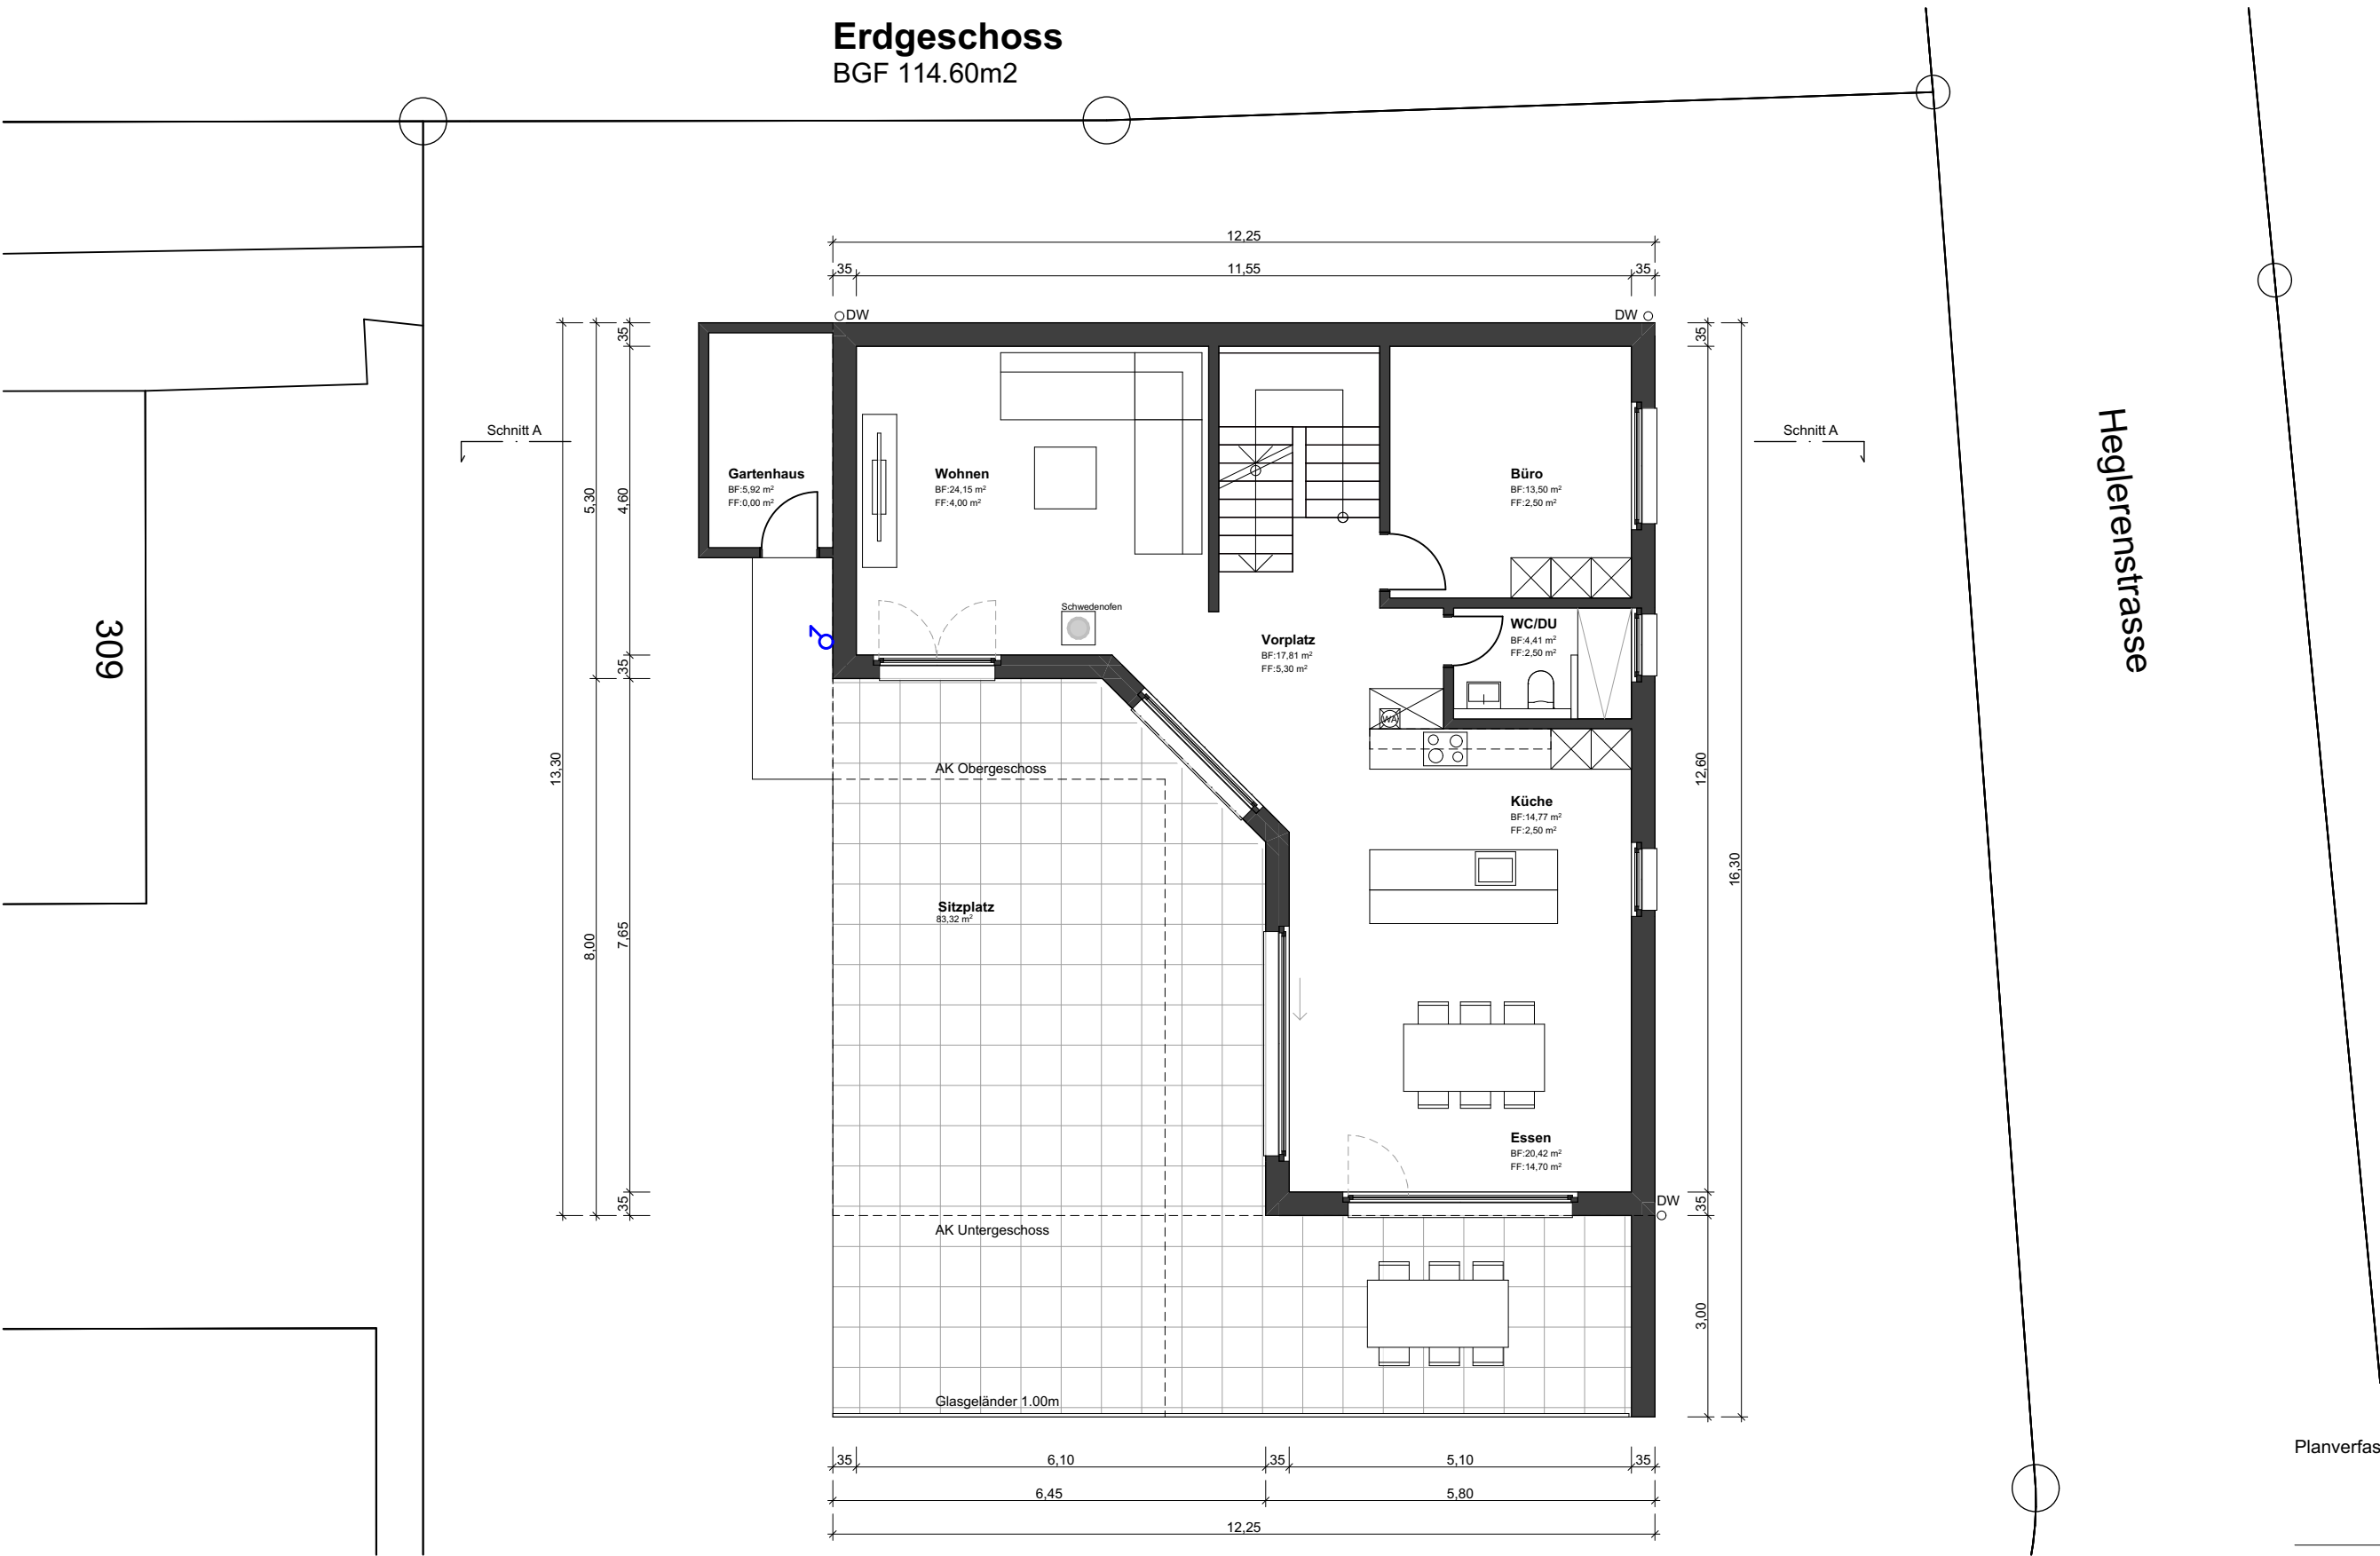 Erdgeschoss
BGF 114.60m2
12,25
35
11,55
35
DW
DW
35
35
Schnitt A
Schnitt A
Heglerenstrasse
Gartenhaus
BF:5,92 m²
FF:0,00 m²
Wohnen
BF:24,15 m²
FF:4,00 m²
Büro
BF:13,50 m²
FF:2,50 m²
5,30
4,60
Schwedenofen
309
Vorplatz
BF:17,81 m²
FF:5,30 m²
WC/DU
BF:4,41 m²
FF:2,50 m²
35
WA
AK Obergeschoss
13,30
12,60
Küche
BF:14,77 m²
FF:2,50 m²
16,30
Sitzplatz
83,32 m²
8,00
7,65
Essen
BF:20,42 m²
FF:14,70 m²
35
35
DW
AK Untergeschoss
3,00
Glasgeländer 1.00m
Planverfas
35
6,10
35
5,10
35
6,45
5,80
12,25